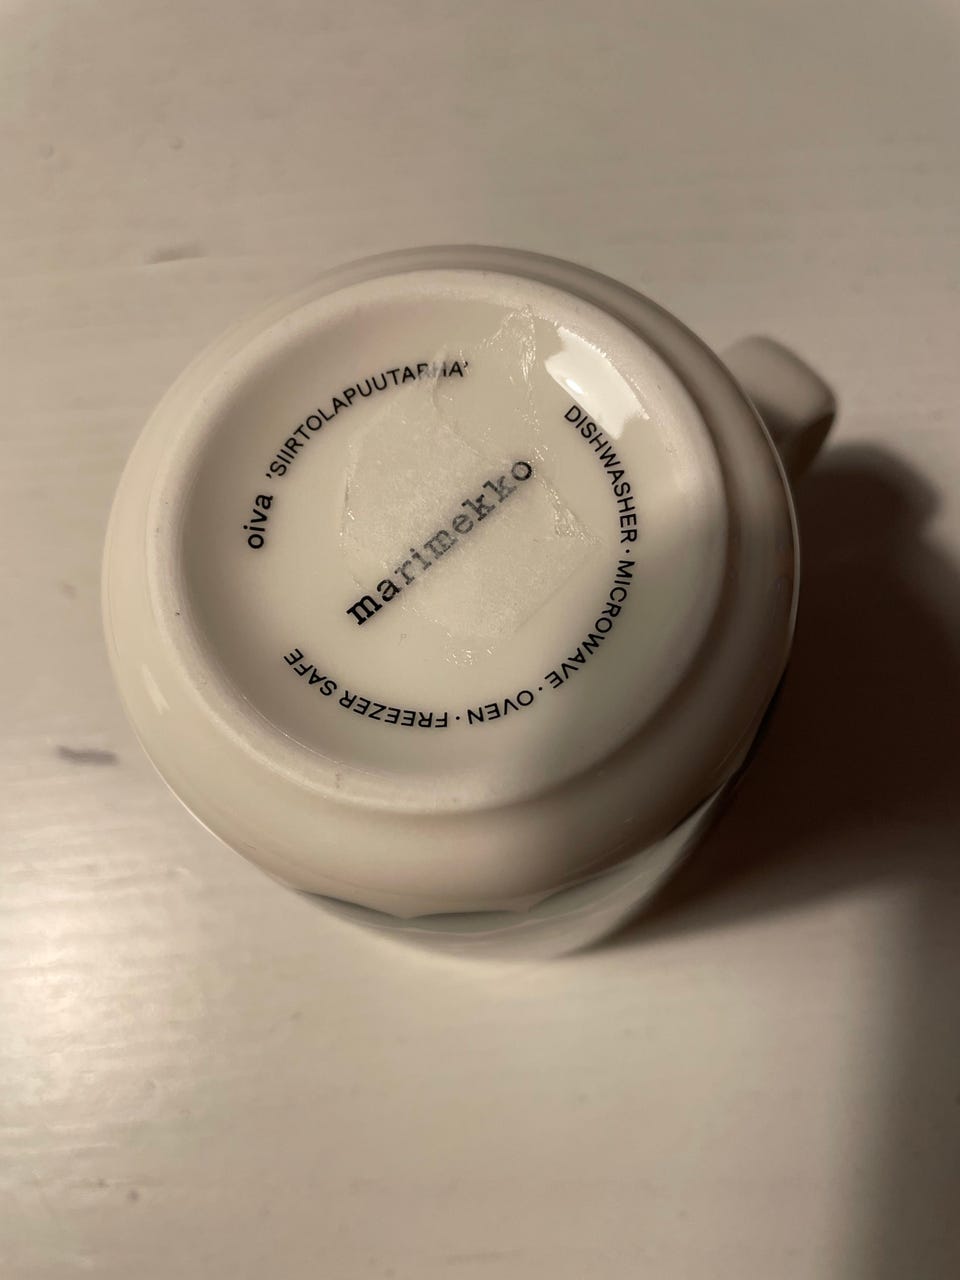 oiva 'SIIRTOLAPUUTARHA'
marimekko
DISHWASHER · MICROWAVE · OVEN · FREEZER SAFE